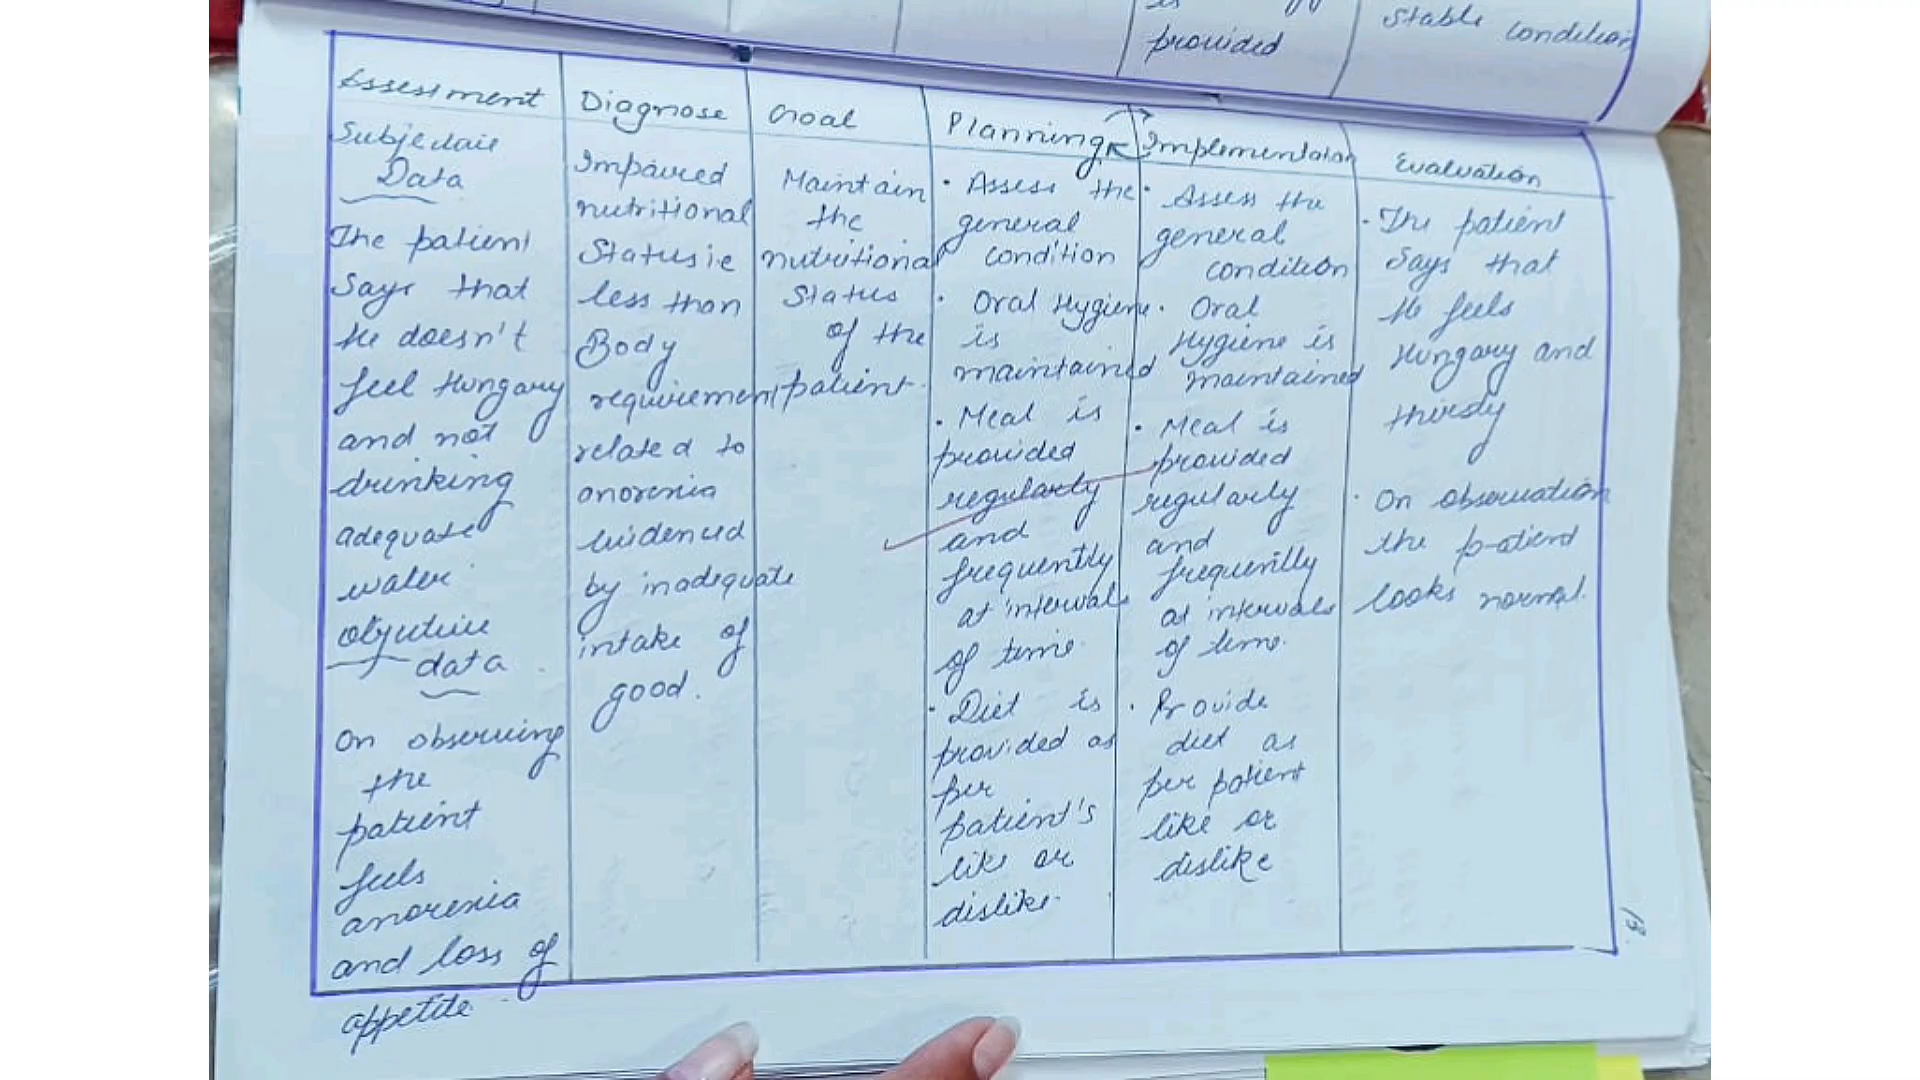 provided
stable condition
Assessment
Subjedaie
Data
The patient
Says that
He doesn't
feel Hungary
and not
drinking
adequate
water
objective
data
On observing
the
patient
feels
anorexia
and loss of
appetite
Diagnose
Impaired
nutritional
Status ie
less than
Body
requirement
related to
anorexia
evidenced
by inadequate
intake of
good.
Goal
Maintain
the
nutritional
Status
of the
patient.
Planning
• Assess the
general
condition
• Oral Hygiene
is
maintained
• Meal is
provided
regularly
and
frequently
at intervals
of time.
• Diet is
provided as
per
patient's
like or
dislike.
Implementaion
• Assess the
general
condition
• Oral
Hygiene is
maintained
• Meal is
provided
regularly
and
frequently
at intervals
of time.
• Provide
diet as
per patient
like or
dislike
Evaluation
• The patient
Says that
He feels
Hungary and
thirsty
• On observation
the patient
looks normal.
13.